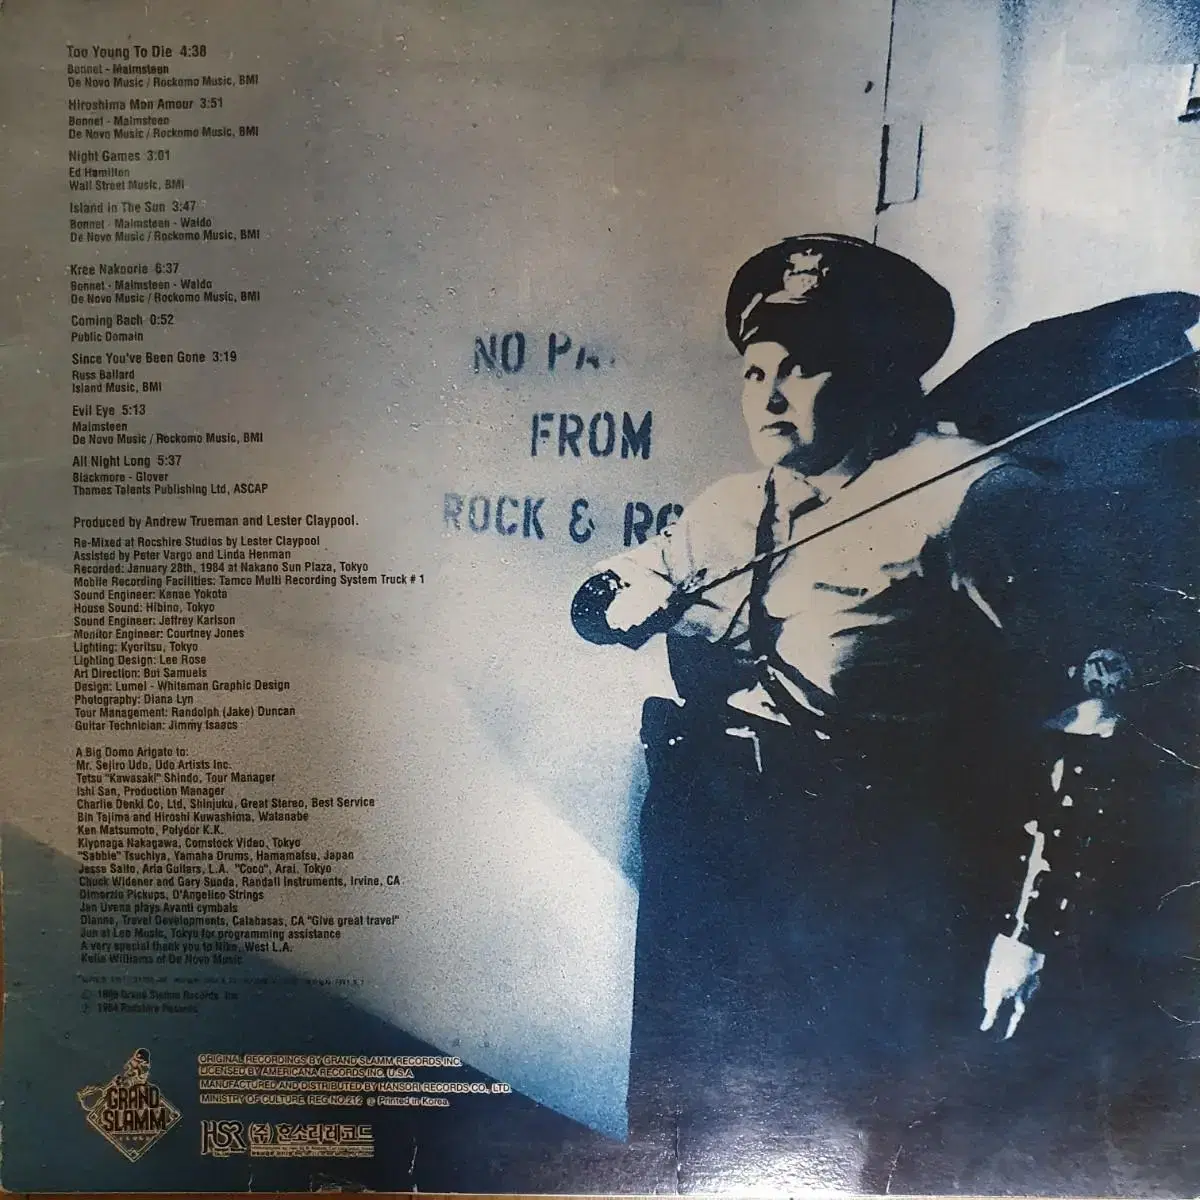 Too Young To Die 4:38
Bonnet - Malmsteen
De Novo Music / Rockomo Music, BMI
Hiroshima Mon Amour 3:51
Bonnet - Malmsteen
De Novo Music / Rockomo Music, BMI
Night Games 3:01
Ed Hamilton
Wall Street Music, BMI
Island in The Sun 3:47
Bonnet - Malmsteen - Waldo
De Novo Music / Rockomo Music, BMI
Kree Nakoorie 6:37
Bonnet - Malmsteen - Waldo
De Novo Music / Rockomo Music, BMI
Coming Bach 0:52
Public Domain
Since You've Been Gone 3:19
Russ Ballard
Island Music, BMI
Evil Eye 5:13
Malmsteen
De Novo Music / Rockomo Music, BMI
All Night Long 5:37
Blackmore - Glover
Thames Talents Publishing Ltd, ASCAP
Produced by Andrew Trueman and Lester Claypool.
Re-Mixed at Rocshire Studios by Lester Claypool
Assisted by Peter Vargo and Linda Henman
Recorded: January 28th, 1984 at Nakano Sun Plaza, Tokyo
Mobile Recording Facilities: Tamco Multi Recording System Truck # 1
Sound Engineer: Kanae Yokota
House Sound: Hibino, Tokyo
Sound Engineer: Jeffrey Karlson
Monitor Engineer: Courtney Jones
Lighting: Kyoritsu, Tokyo
Lighting Design: Lee Rose
Art Direction: But Samuels
Design: Lumel - Whiteman Graphic Design
Photography: Diana Lyn
Tour Management: Randolph (Jake) Duncan
Guitar Technician: Jimmy Isaacs
A Big Domo Arigato to:
Mr. Sejiro Udo, Udo Artists Inc.
Tetsu "Kawasaki" Shindo, Tour Manager
Ishi San, Production Manager
Charlie Denki Co, Ltd, Shinjuku, Great Stereo, Best Service
Bin Tajima and Hiroshi Kuwashima, Watanabe
Ken Matsumoto, Polydor K.K.
Kiyonaga Nakagawa, Comstock Video, Tokyo
"Sabbie" Tsuchiya, Yamaha Drums, Hamamatsu, Japan
Jesse Saito, Aria Guitars, L.A. "Coco", Arai, Tokyo
Chuck Widener and Gary Sunda, Randall Instruments, Irvine, CA
Dimarzio Pickups, D'Angelico Strings
Jan Uvena plays Avanti cymbals
Dianne, Travel Developments, Calabasas, CA "Give great travel"
Jun at Leo Music, Tokyo for programming assistance
A very special thank you to Niko, West L.A.
Kelle Williams of De Novo Music
Grand Slamm Records, Inc.
℗ 1984 Rocshire Records
NO PA
FROM
ROCK & RO
GRAND
SLAMM
ORIGINAL RECORDINGS BY GRAND SLAMM RECORDS INC.
LICENSED BY AMERICANA RECORDS INC. U.S.A.
MANUFACTURED AND DISTRIBUTED BY HANSORI RECORDS CO., LTD.
MINISTRY OF CULTURE, REG NO.212 Printed in Korea.
HSR (주) 한소리레코드